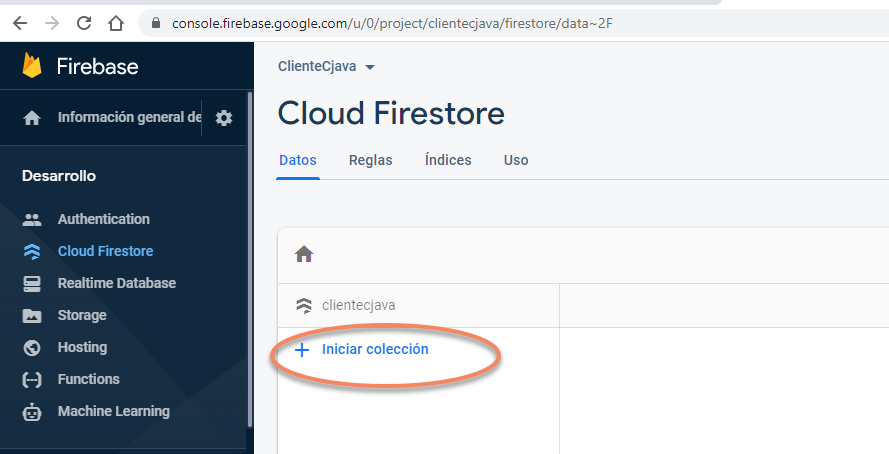 console.firebase.google.com/u/0/project/clientecjava/firestore/data~2F
Firebase
Información general de
Desarrollo
Authentication
Cloud Firestore
Realtime Database
Storage
Hosting
Functions
Machine Learning
ClienteCjava
Cloud Firestore
Datos Reglas Índices Uso
clientecjava
+ Iniciar colección